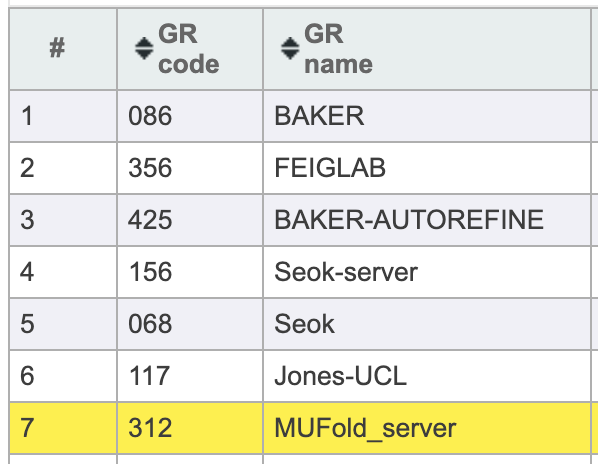 # GR code GR name
1 086 BAKER
2 356 FEIGLAB
3 425 BAKER-AUTOREFINE
4 156 Seok-server
5 068 Seok
6 117 Jones-UCL
7 312 MUFold_server